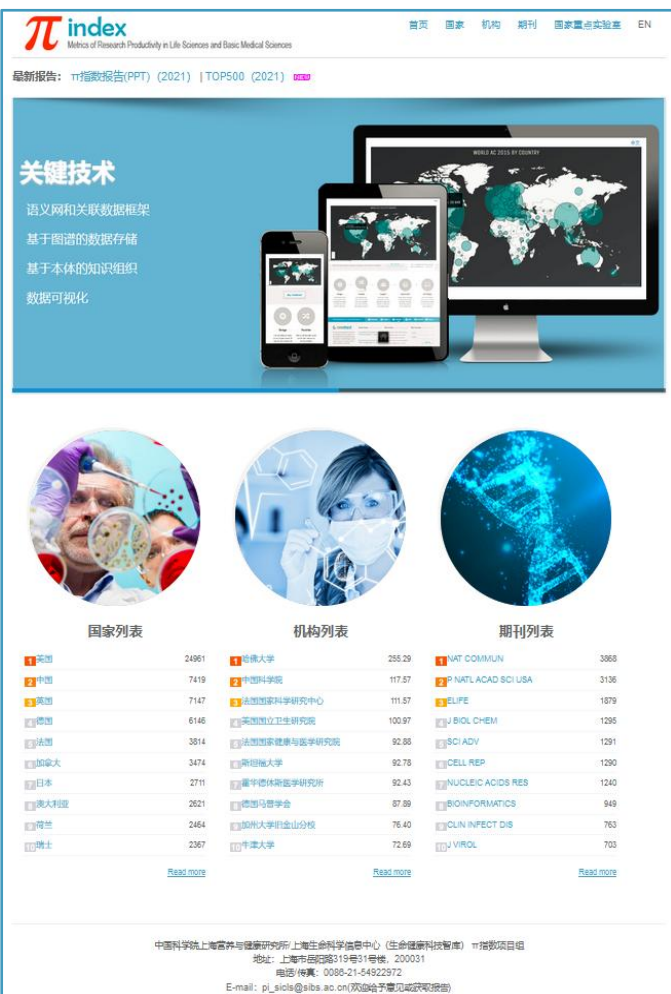 π index
Metrics of Research Productivity in Life Sciences and Basic Medical Sciences
首页 国家 机构 期刊 国家重点实验室 EN
最新报告： π指数报告(PPT) (2021) | TOP500 (2021) NEW
关键技术
语义网和关联数据框架
基于图谱的数据存储
基于本体的知识组织
数据可视化
WORLD AC 2015 BY COUNTRY
国家列表
1 美国 24961
2 中国 7419
3 英国 7147
4 德国 6146
5 法国 3814
6 加拿大 3474
7 日本 2711
8 澳大利亚 2621
9 荷兰 2464
10 瑞士 2367
Read more
机构列表
1 哈佛大学 255.29
2 中国科学院 117.57
3 法国国家科学研究中心 111.57
4 美国国立卫生研究院 100.97
5 法国国家健康与医学研究院 92.88
6 斯坦福大学 92.78
7 霍华德休斯医学研究所 92.43
8 德国马普学会 87.89
9 加州大学旧金山分校 76.40
10 牛津大学 72.69
Read more
期刊列表
1 NAT COMMUN 3868
2 P NATL ACAD SCI USA 3136
3 ELIFE 1879
4 J BIOL CHEM 1295
5 SCI ADV 1291
6 CELL REP 1290
7 NUCLEIC ACIDS RES 1240
8 BIOINFORMATICS 949
9 CLIN INFECT DIS 763
10 J VIROL 703
Read more
中国科学院上海营养与健康研究所/上海生命科学信息中心（生命健康科技智库） π指数项目组
地址：上海市岳阳路319号31号楼，200031
电话/传真：0086-21-54922972
E-mail：pi_sicls@sibs.ac.cn(欢迎给予意见或获取报告)